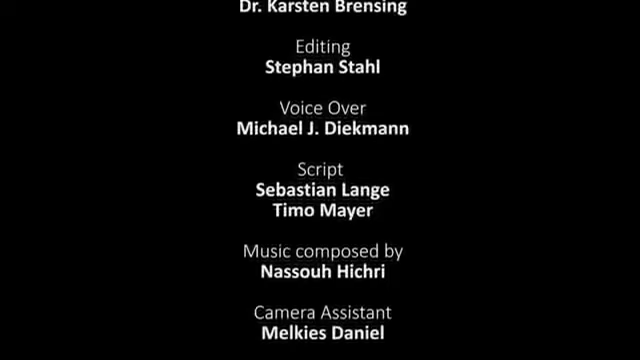 Dr. Karsten Brensing
Editing
Stephan Stahl
Voice Over
Michael J. Diekmann
Script
Sebastian Lange
Timo Mayer
Music composed by
Nassouh Hichri
Camera Assistant
Melkies Daniel